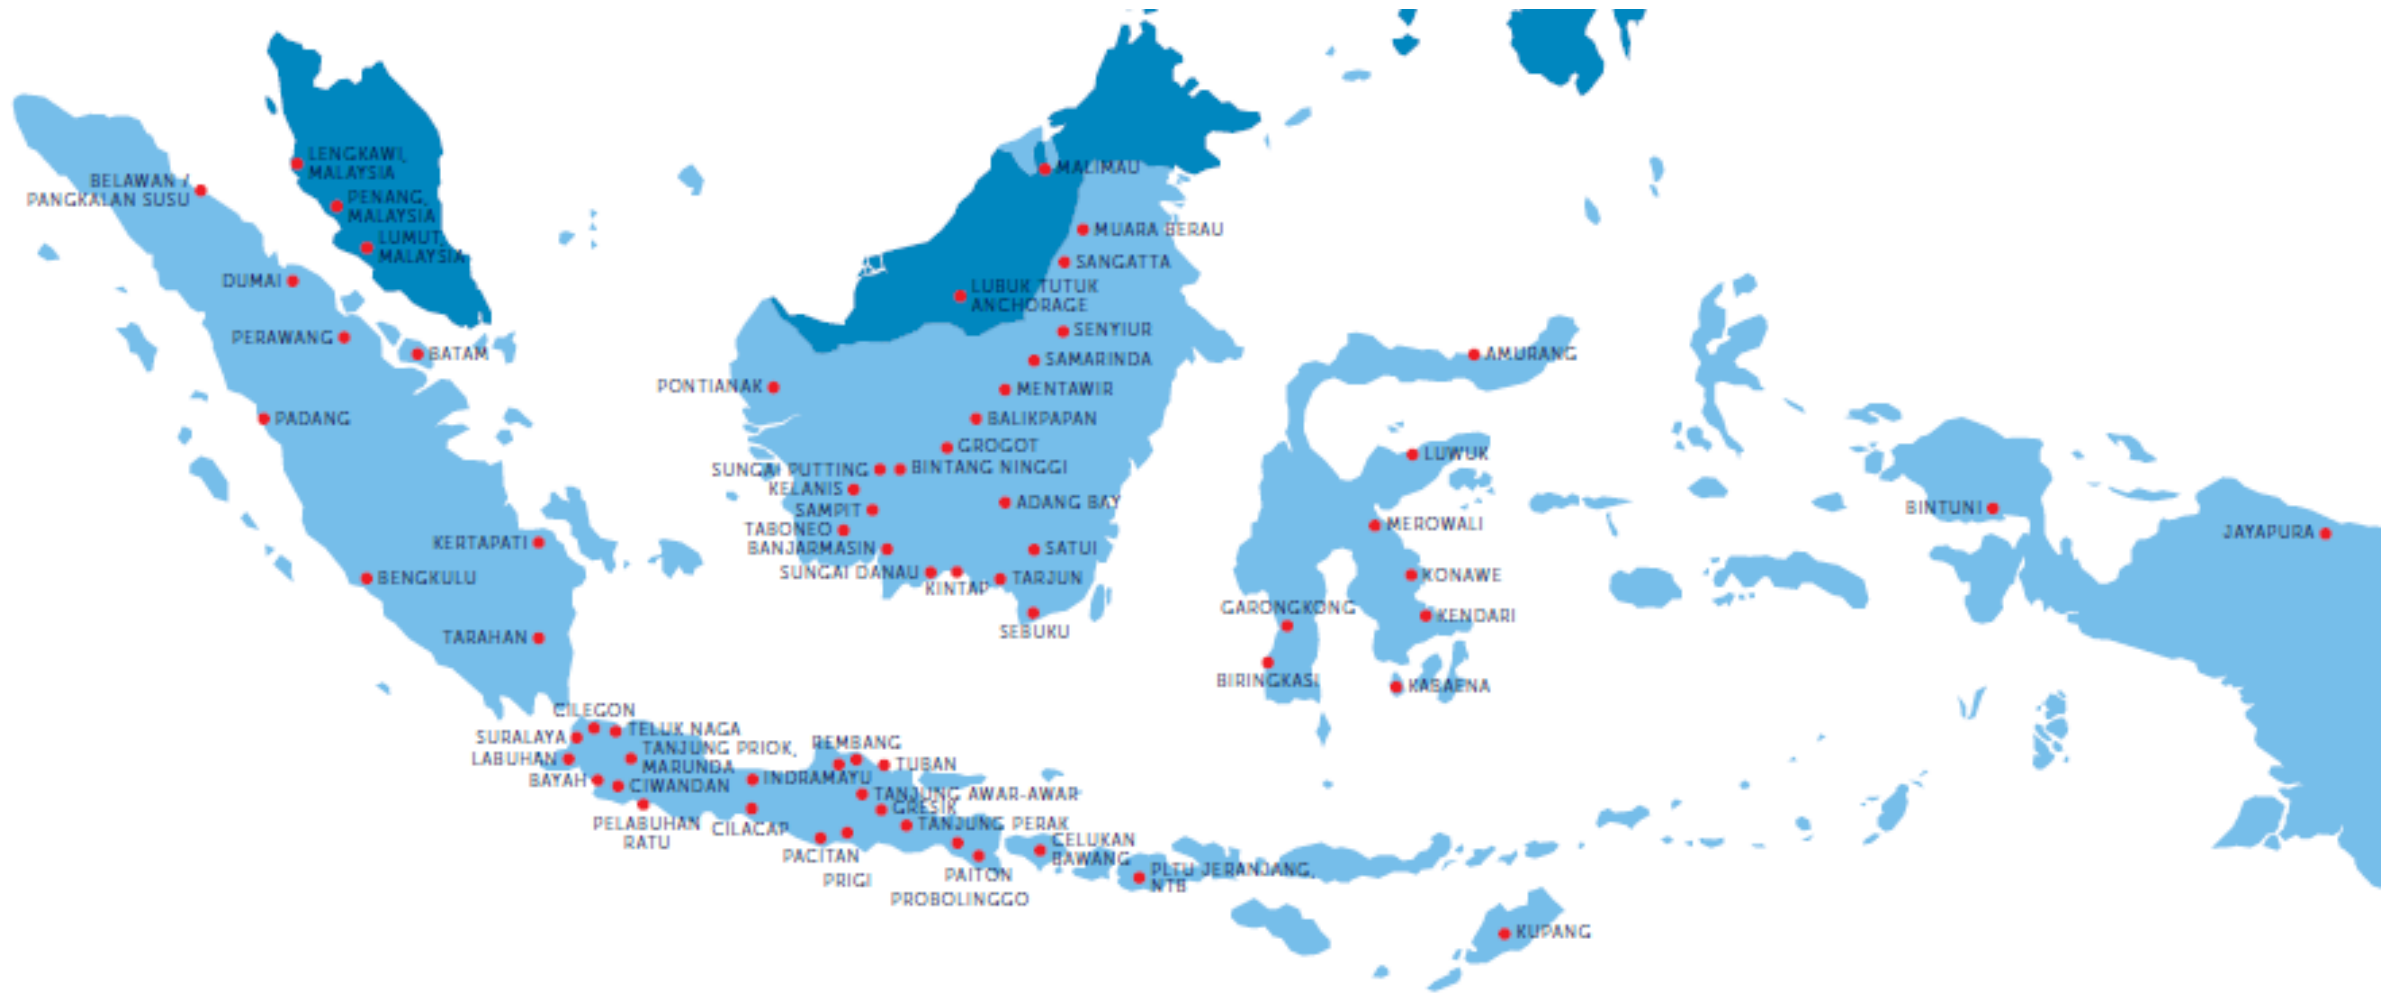 LENGKAWI,
MALAYSIA
BELAWAN /
PANGKALAN SUSU
PENANG,
MALAYSIA
LUMUT,
MALAYSIA
DUMAI
PERAWANG
BATAM
PADANG
KERTAPATI
BENGKULU
TARAHAN
MALIMAU
MUARA BERAU
SANGATTA
LUBUK TUTUK
ANCHORAGE
SENYIUR
SAMARINDA
PONTIANAK
MENTAWIR
BALIKPAPAN
GROGOT
SUNGAI PUTTING
BINTANG NINGGI
KELANIS
ADANG BAY
SAMPIT
TABONEO
BANJARMASIN
SATUI
SUNGAI DANAU
KINTAP
TARJUN
SEBUKU
AMURANG
LUWUK
MEROWALI
KONAWE
GARONGKONG
KENDARI
BIRINGKASI
KABAENA
BINTUNI
JAYAPURA
CILEGON
SURALAYA
TELUK NAGA
LABUHAN
TANJUNG PRIOK,
MARUNDA
BAYAH
CIWANDAN
PELABUHAN
RATU
INDRAMAYU
CILACAP
REMBANG
TUBAN
TANJUNG AWAR-AWAR
GRESIK
TANJUNG PERAK
PACITAN
PRIGI
PAITON
PROBOLINGGO
CELUKAN
BAWANG
PLTU JERANJANG,
NTB
KUPANG